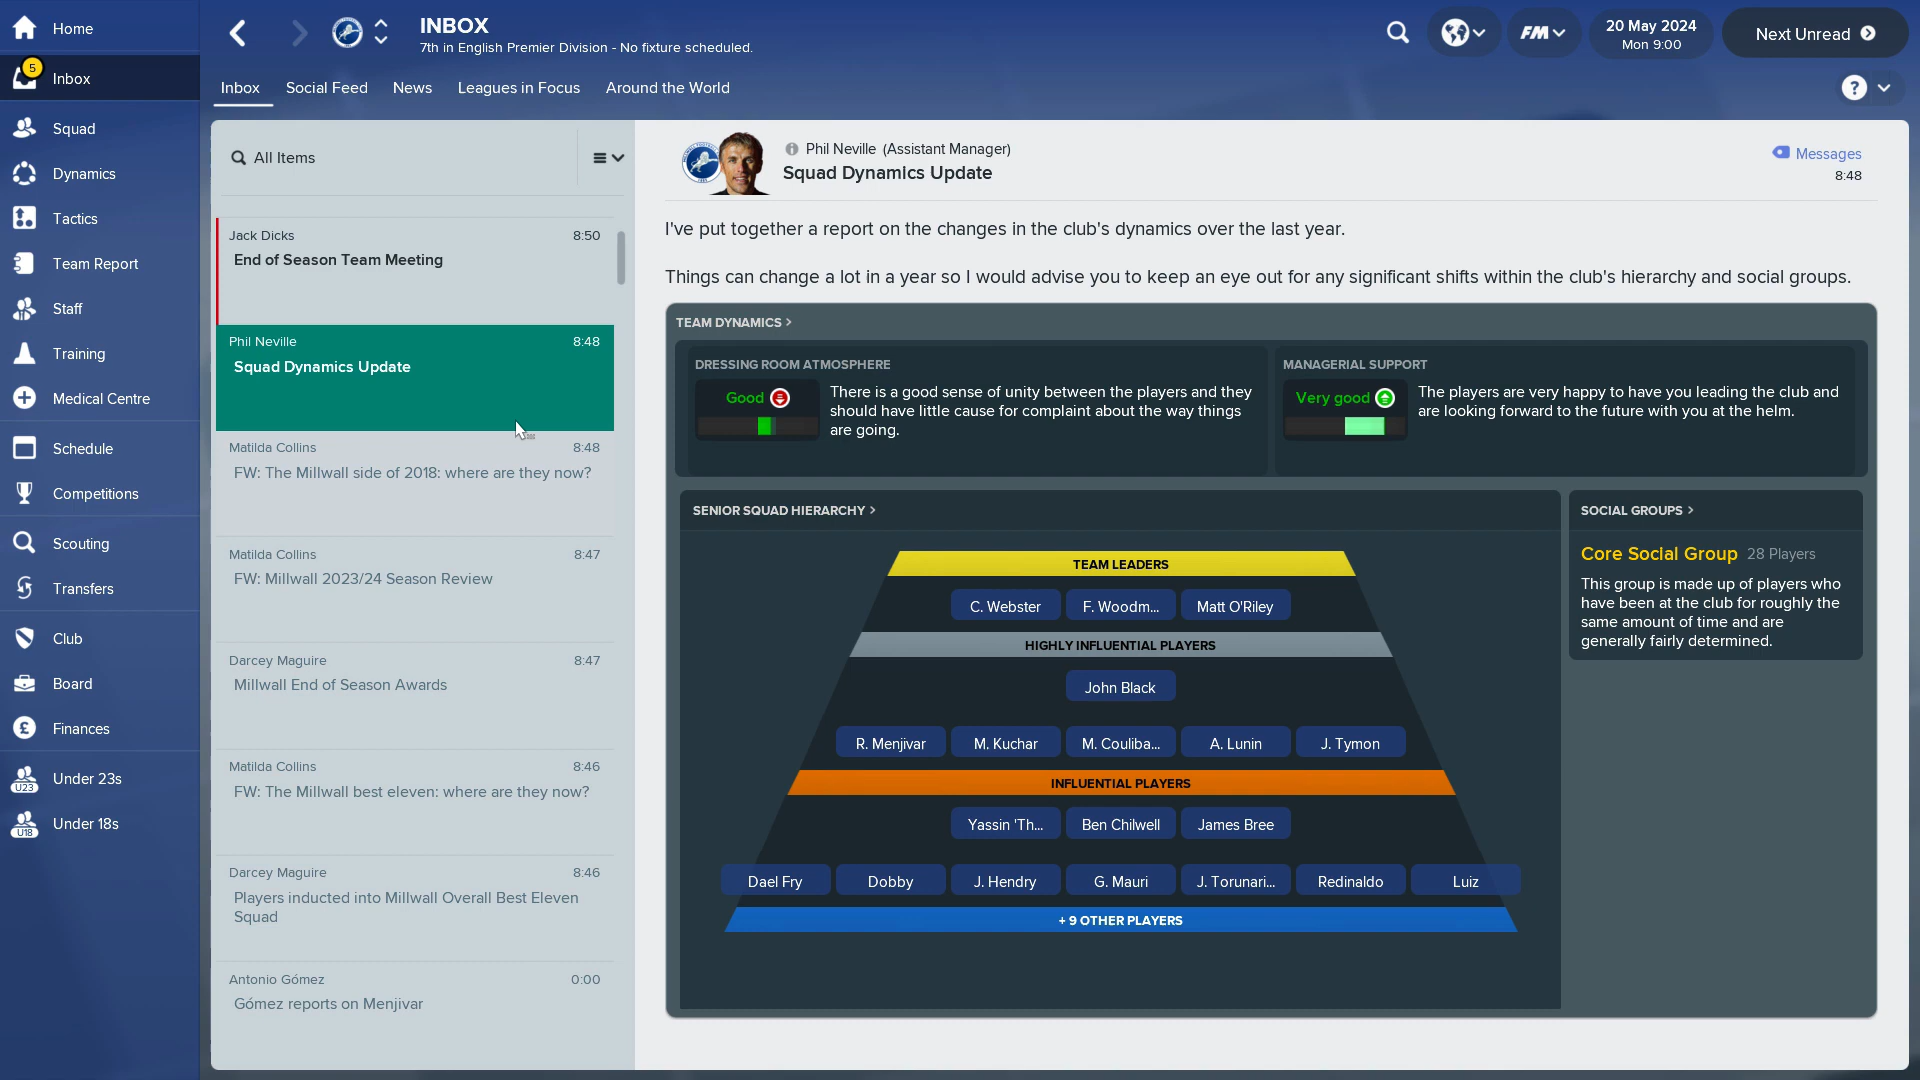 Home
5
Inbox
Squad
Dynamics
Tactics
Team Report
Staff
Training
Medical Centre
Schedule
Competitions
Scouting
Transfers
Club
Board
Finances
U23
Under 23s
U18
Under 18s
INBOX
7th in English Premier Division - No fixture scheduled.
FM
20 May 2024
Mon 9:00
Next Unread
Inbox
Social Feed
News
Leagues in Focus
Around the World
?
All Items
Jack Dicks 8:50
End of Season Team Meeting
Phil Neville 8:48
Squad Dynamics Update
Matilda Collins 8:48
FW: The Millwall side of 2018: where are they now?
Matilda Collins 8:47
FW: Millwall 2023/24 Season Review
Darcey Maguire 8:47
Millwall End of Season Awards
Matilda Collins 8:46
FW: The Millwall best eleven: where are they now?
Darcey Maguire 8:46
Players inducted into Millwall Overall Best Eleven
Squad
Antonio Gómez 0:00
Gómez reports on Menjivar
Phil Neville (Assistant Manager)
Squad Dynamics Update
Messages
8:48
I've put together a report on the changes in the club's dynamics over the last year.
Things can change a lot in a year so I would advise you to keep an eye out for any significant shifts within the club's hierarchy and social groups.
TEAM DYNAMICS >
DRESSING ROOM ATMOSPHERE
Good
There is a good sense of unity between the players and they
should have little cause for complaint about the way things
are going.
MANAGERIAL SUPPORT
Very good
The players are very happy to have you leading the club and
are looking forward to the future with you at the helm.
SENIOR SQUAD HIERARCHY >
TEAM LEADERS
C. Webster
F. Woodm...
Matt O'Riley
HIGHLY INFLUENTIAL PLAYERS
John Black
R. Menjivar
M. Kuchar
M. Couliba...
A. Lunin
J. Tymon
INFLUENTIAL PLAYERS
Yassin 'Th...
Ben Chilwell
James Bree
Dael Fry
Dobby
J. Hendry
G. Mauri
J. Torunari...
Redinaldo
Luiz
+ 9 OTHER PLAYERS
SOCIAL GROUPS >
Core Social Group 28 Players
This group is made up of players who
have been at the club for roughly the
same amount of time and are
generally fairly determined.